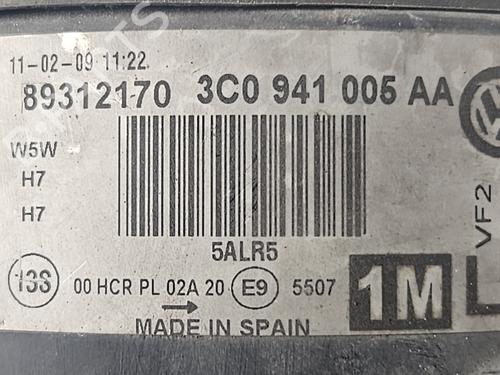 11-02-09 11:22
89312170 3C0 941 005 AA
W5W
H7
H7
5ALR5
13S 00 HCR PL 02A 20 E9 5507
1M L
VF2
MADE IN SPAIN